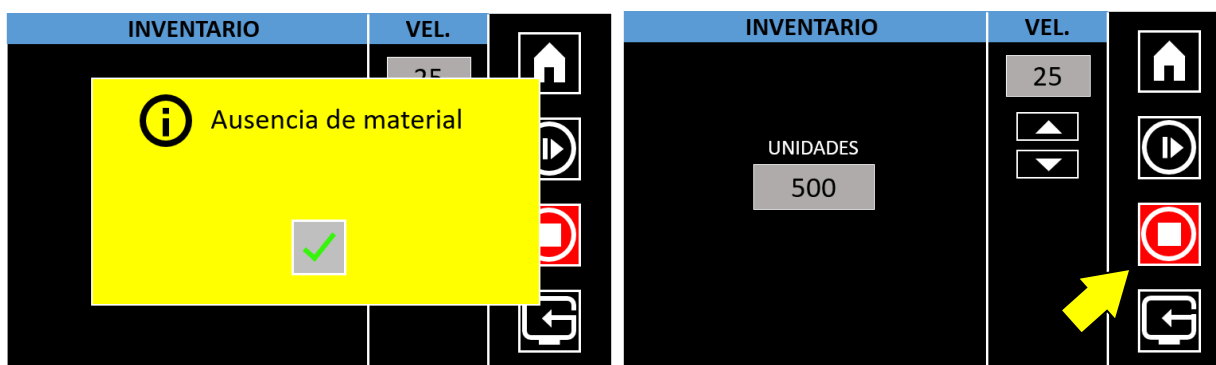 INVENTARIO
VEL.
Ausencia de material
INVENTARIO
VEL.
25
UNIDADES
500